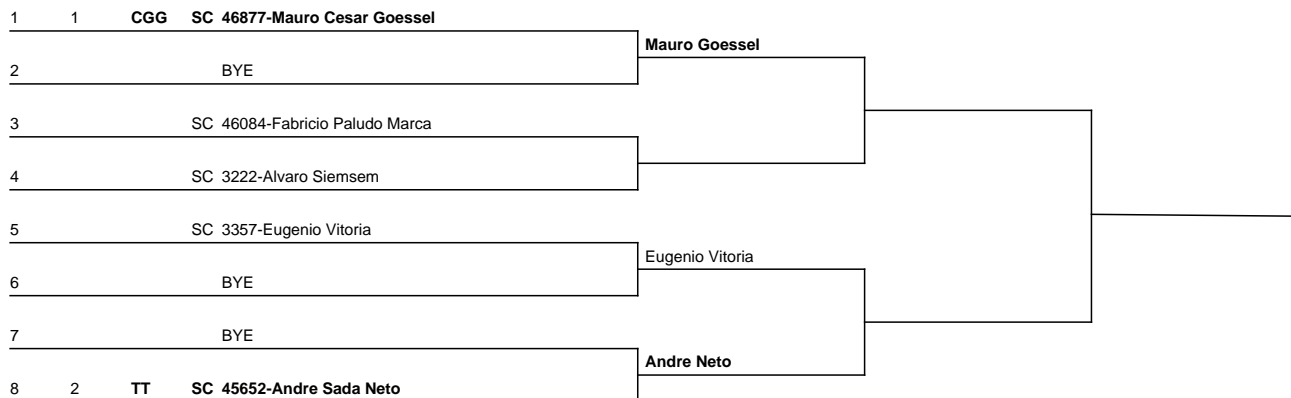 1 1 CGG SC 46877-Mauro Cesar Goessel
Mauro Goessel
2 BYE
3 SC 46084-Fabricio Paludo Marca
4 SC 3222-Alvaro Siemsem
5 SC 3357-Eugenio Vitoria
Eugenio Vitoria
6 BYE
7 BYE
Andre Neto
8 2 TT SC 45652-Andre Sada Neto